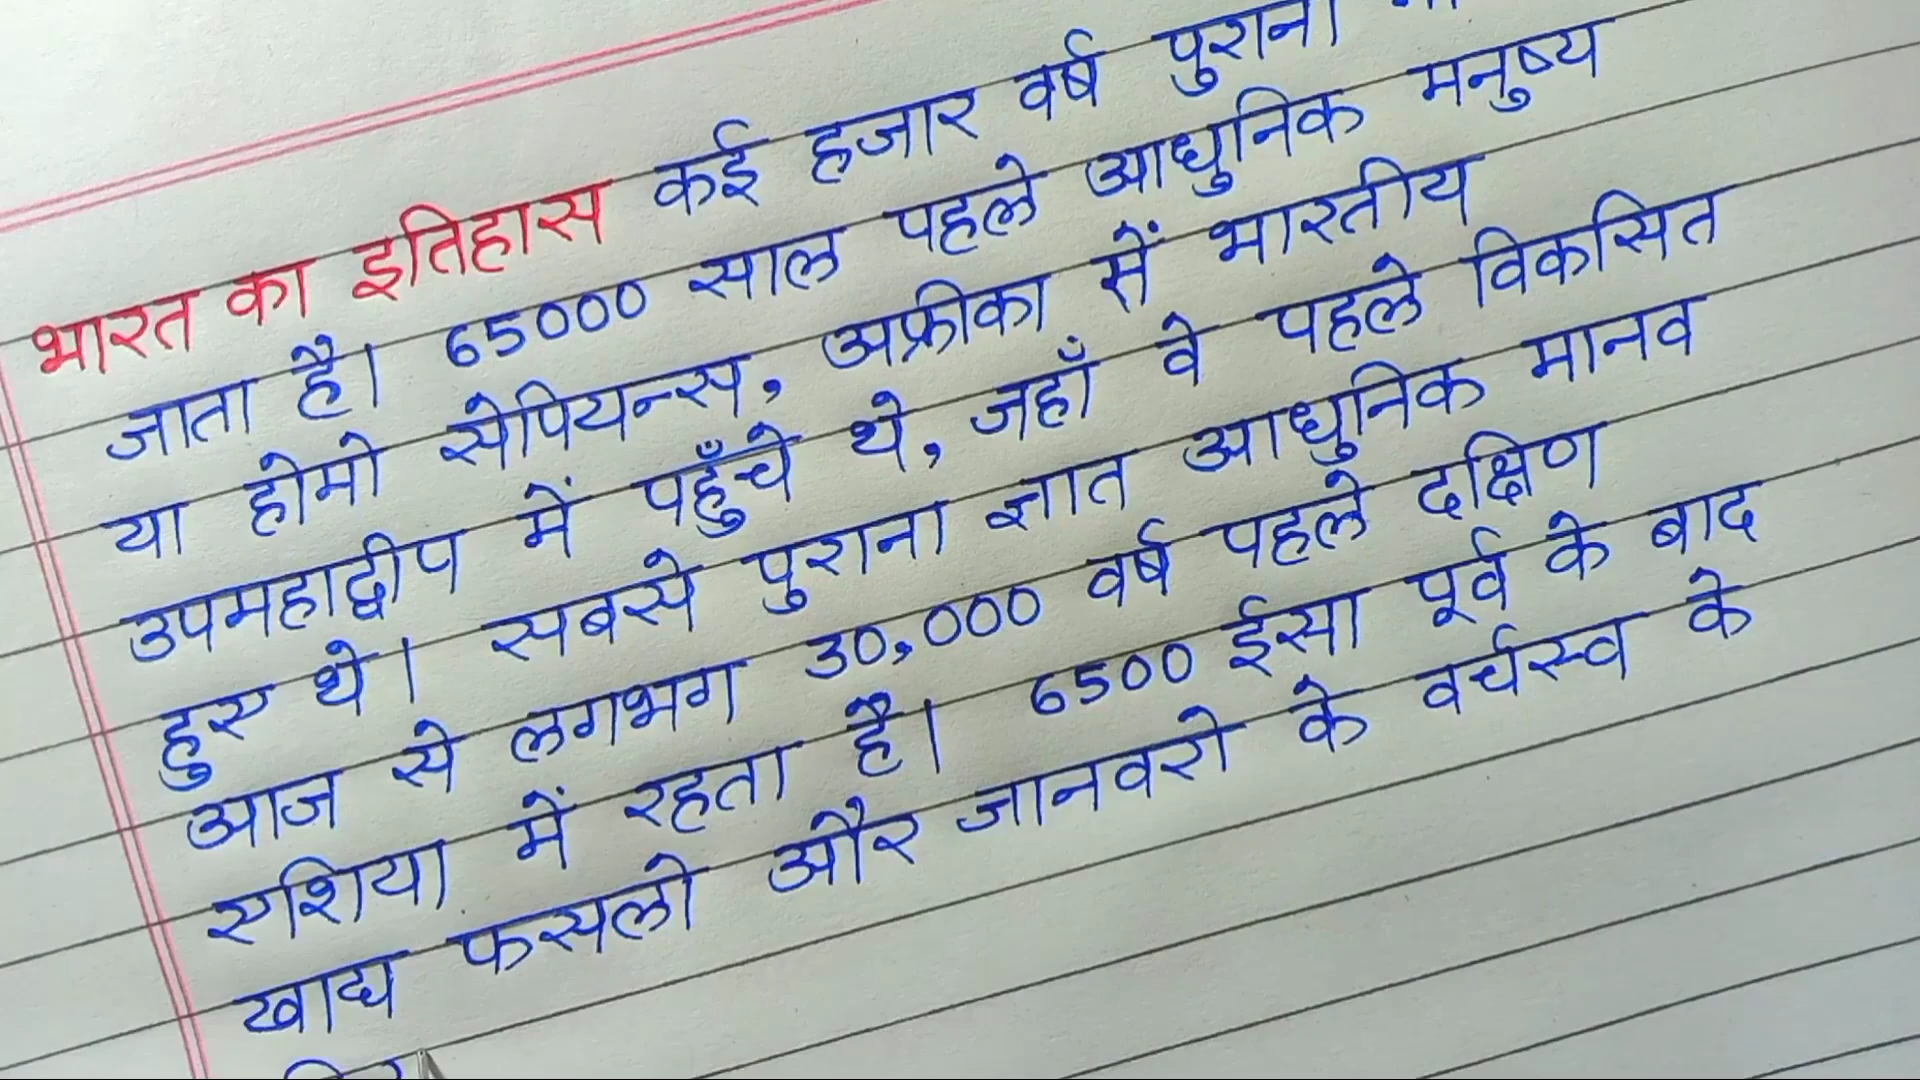 भारत का इतिहास कई हजार वर्ष पुराना
जाता है। 65000 साल पहले आधुनिक मनुष्य
या होमो सेपियन्स, अफ्रीका से भारतीय
उपमहाद्वीप में पहुँचे थे, जहाँ वे पहले विकसित
हुए थे। सबसे पुराना ज्ञात आधुनिक मानव
आज से लगभग 30,000 वर्ष पहले दक्षिण
एशिया में रहता है। 6500 ईसा पूर्व के बाद
खाद्य फसलो और जानवरो के वर्चस्व के